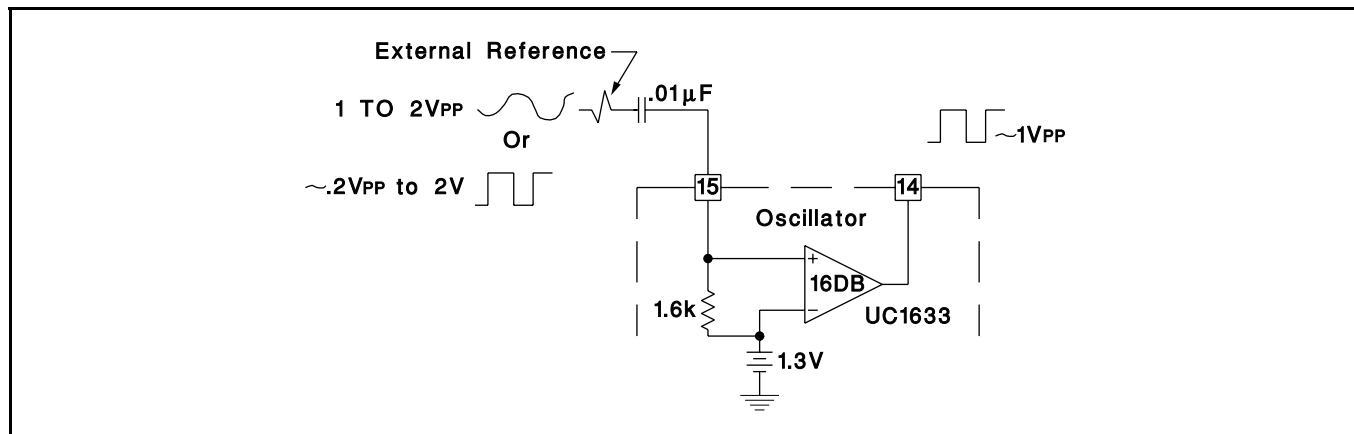 External Reference
.01µF
1 TO 2VPP
Or
~.2VPP to 2V
~1VPP
15
14
Oscillator
+
16DB
−
1.6k
UC1633
1.3V